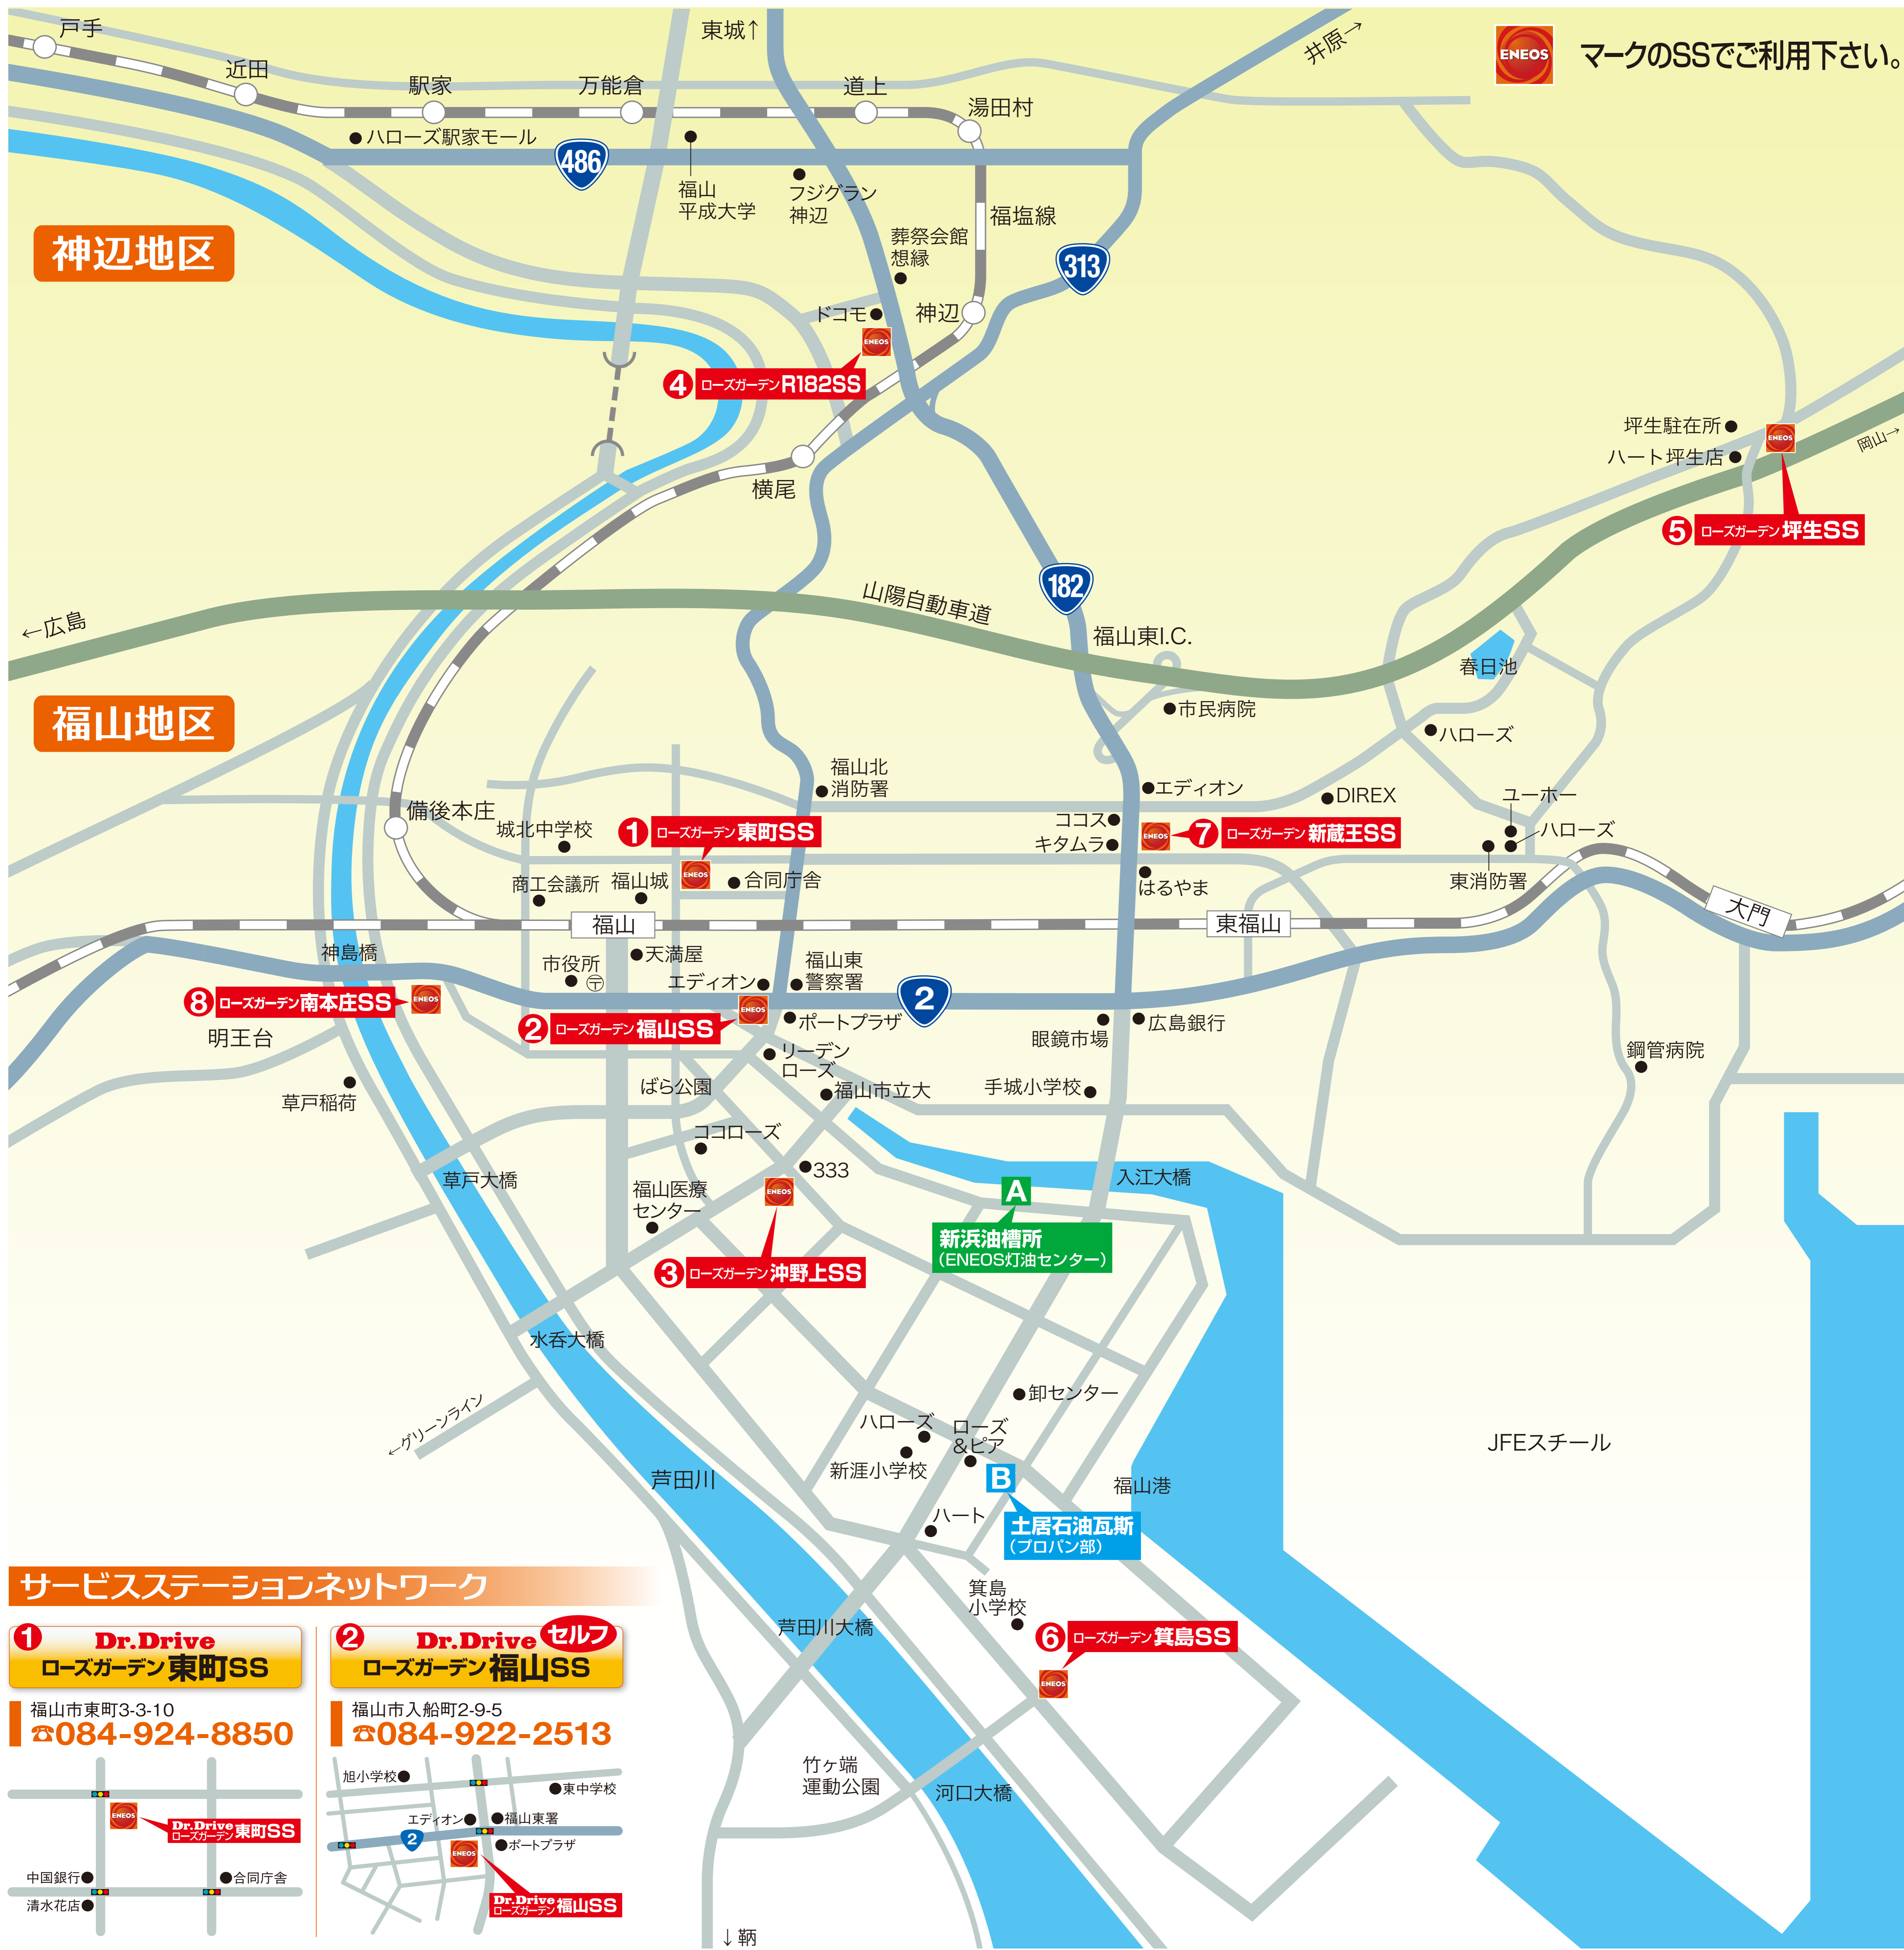 戸手
近田
駅家
万能倉
東城↑
道上
湯田村
井原→
ENEOS
マークのSSでご利用下さい。
ハローズ駅家モール
486
福山
平成大学
フジグラン
神辺
福塩線
神辺地区
葬祭会館
想縁
313
ドコモ
神辺
ENEOS
4 ローズガーデン R182SS
坪生駐在所
ENEOS
岡山→
ハート坪生店
横尾
5 ローズガーデン 坪生SS
182
山陽自動車道
←広島
福山東I.C.
春日池
福山地区
市民病院
ハローズ
福山北
消防署
エディオン
DIREX
ユーホー
備後本庄
城北中学校
1 ローズガーデン 東町SS
ココス
キタムラ
ENEOS
7 ローズガーデン 新蔵王SS
ハローズ
商工会議所
福山城
ENEOS
合同庁舎
はるやま
東消防署
福山
東福山
大門
神島橋
市役所
〒
天満屋
エディオン
福山東
警察署
2
8 ローズガーデン 南本庄SS
ENEOS
2 ローズガーデン 福山SS
ENEOS
ポートプラザ
眼鏡市場
広島銀行
明王台
リーデン
ローズ
鋼管病院
草戸稲荷
ばら公園
福山市立大
手城小学校
ココローズ
草戸大橋
333
福山医療
センター
ENEOS
A
入江大橋
新浜油槽所
（ENEOS灯油センター）
3 ローズガーデン 沖野上SS
水呑大橋
←グリーンライン
卸センター
ハローズ
ローズ
&ピア
新涯小学校
芦田川
B
福山港
JFEスチール
ハート
土居石油瓦斯
（プロパン部）
箕島
小学校
芦田川大橋
6 ローズガーデン 箕島SS
ENEOS
竹ヶ端
運動公園
河口大橋
↓鞆
サービスステーションネットワーク
1
Dr.Drive
ローズガーデン 東町SS
福山市東町3-3-10
☎084-924-8850
ENEOS
Dr.Drive
ローズガーデン 東町SS
中国銀行
合同庁舎
清水花店
2
Dr.Drive
セルフ
ローズガーデン 福山SS
福山市入船町2-9-5
☎084-922-2513
旭小学校
東中学校
エディオン
福山東署
2
ENEOS
ポートプラザ
Dr.Drive
ローズガーデン 福山SS